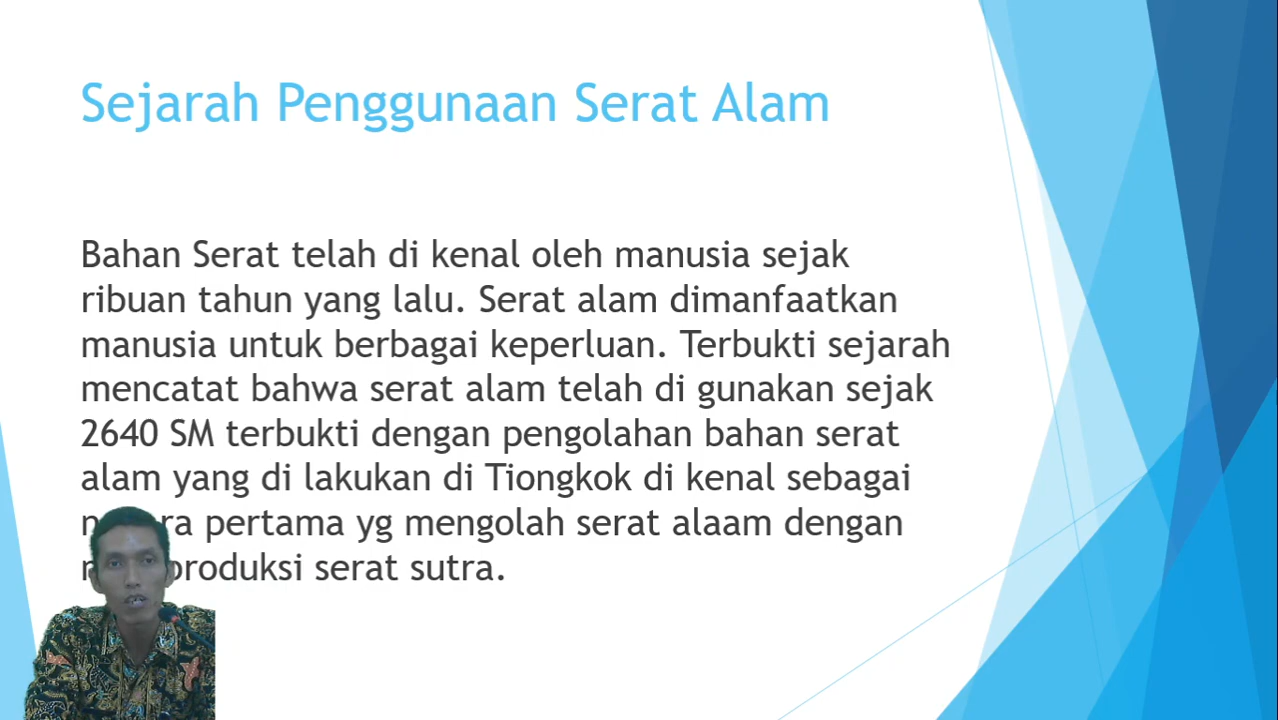 Sejarah Penggunaan Serat Alam
Bahan Serat telah di kenal oleh manusia sejak
ribuan tahun yang lalu. Serat alam dimanfaatkan
manusia untuk berbagai keperluan. Terbukti sejarah
mencatat bahwa serat alam telah di gunakan sejak
2640 SM terbukti dengan pengolahan bahan serat
alam yang di lakukan di Tiongkok di kenal sebagai
pertama yg mengolah serat alaam dengan
serat sutra.